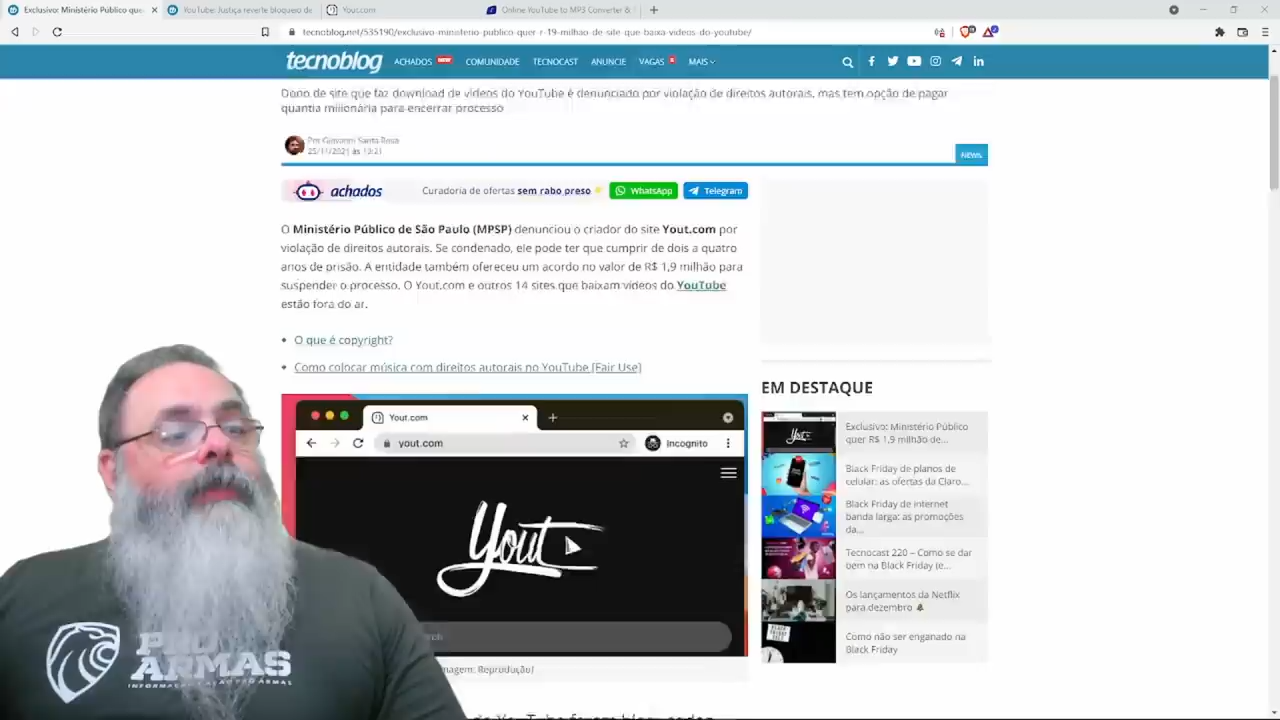 Exclusivo: Ministério Público que
YouTube: Justiça reverte bloqueio de
Yout.com
Online YouTube to MP3 Converter &
tecnoblog.net/535190/exclusivo-ministerio-publico-quer-r-19-milhao-de-site-que-baixa-videos-do-youtube/
tecnoblog
ACHADOS
COMUNIDADE
TECNOCAST
ANUNCIE
VAGAS
MAIS
Dono de site que faz download de vídeos do YouTube é denunciado por violação de direitos autorais, mas tem opção de pagar
quantia milionária para encerrar processo
Por Giovanni Santa Rosa
NEWS
achados
Curadoria de ofertas sem rabo preso
WhatsApp
Telegram
O Ministério Público de São Paulo (MPSP) denunciou o criador do site Yout.com por
violação de direitos autorais. Se condenado, ele pode ter que cumprir de dois a quatro
anos de prisão. A entidade também ofereceu um acordo no valor de R$ 1,9 milhão para
suspender o processo. O Yout.com e outros 14 sites que baixam vídeos do YouTube
estão fora do ar.
• O que é copyright?
• Como colocar música com direitos autorais no YouTube [Fair Use]
Yout.com
yout.com
Incognito
Yout
magem: Reprodução)
EM DESTAQUE
Exclusivo: Ministério Público
quer R$ 1,9 milhão de...
Black Friday de planos de
celular: as ofertas da Claro...
Black Friday de internet
banda larga: as promoções
da...
Tecnocast 220 – Como se dar
bem na Black Friday (e...
Os lançamentos da Netflix
para dezembro
Como não ser enganado na
Black Friday
ARMAS